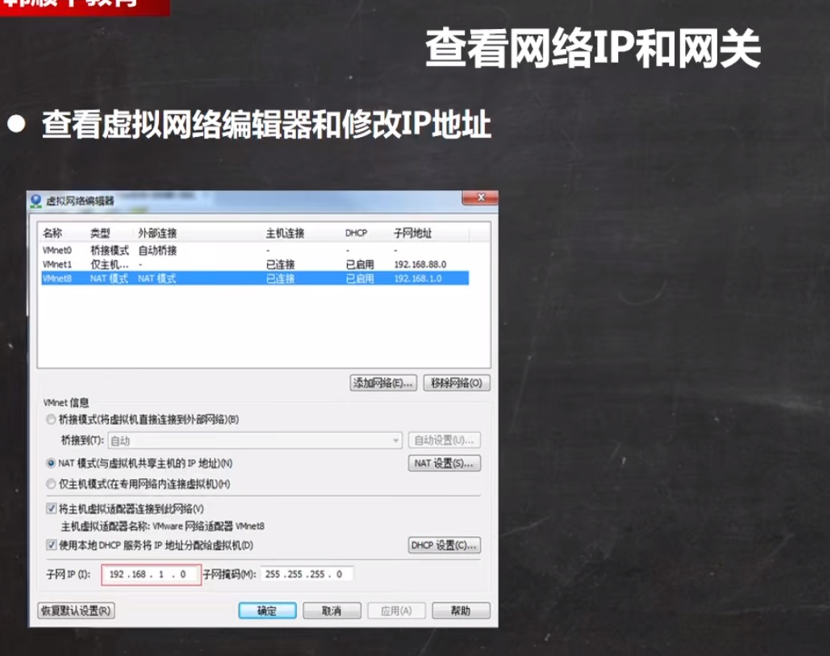 韩顺平教育
查看网络IP和网关
● 查看虚拟网络编辑器和修改IP地址
虚拟网络编辑器
名称 类型 外部连接 主机连接 DHCP 子网地址
VMnet0 桥接模式 自动桥接 - - -
VMnet1 仅主机... - 已连接 已启用 192.168.88.0
VMnet8 NAT 模式 NAT 模式 已连接 已启用 192.168.1.0
添加网络(E)... 移除网络(O)
VMnet 信息
桥接模式(将虚拟机直接连接到外部网络)(B)
桥接到(T): 自动 自动设置(U)...
NAT 模式(与虚拟机共享主机的 IP 地址)(N) NAT 设置(S)...
仅主机模式(在专用网络内连接虚拟机)(H)
将主机虚拟适配器连接到此网络(V)
主机虚拟适配器名称: VMware 网络适配器 VMnet8
使用本地 DHCP 服务将 IP 地址分配给虚拟机(D) DHCP 设置(C)...
子网 IP (I): 192 .168 . 1 . 0 子网掩码(M): 255 .255 .255 . 0
恢复默认设置(R) 确定 取消 应用(A) 帮助